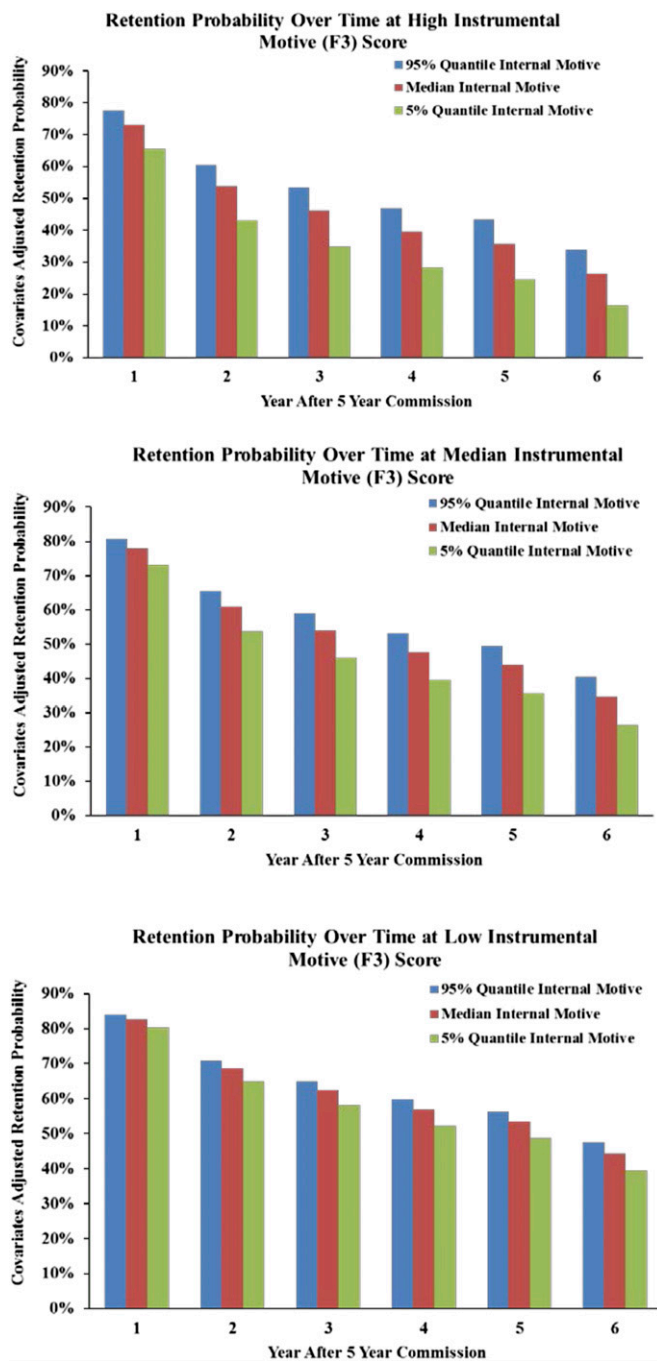 Retention Probability Over Time at High Instrumental
Motive (F3) Score
95% Quantile Internal Motive
Median Internal Motive
5% Quantile Internal Motive
Covariates Adjusted Retention Probability
90%
80%
70%
60%
50%
40%
30%
20%
10%
0%
1 2 3 4 5 6
Year After 5 Year Commission
Retention Probability Over Time at Median Instrumental
Motive (F3) Score
95% Quantile Internal Motive
Median Internal Motive
5% Quantile Internal Motive
Covariates Adjusted Retention Probability
90%
80%
70%
60%
50%
40%
30%
20%
10%
0%
1 2 3 4 5 6
Year After 5 Year Commission
Retention Probability Over Time at Low Instrumental
Motive (F3) Score
95% Quantile Internal Motive
Median Internal Motive
5% Quantile Internal Motive
Covariates Adjusted Retention Probability
90%
80%
70%
60%
50%
40%
30%
20%
10%
0%
1 2 3 4 5 6
Year After 5 Year Commission